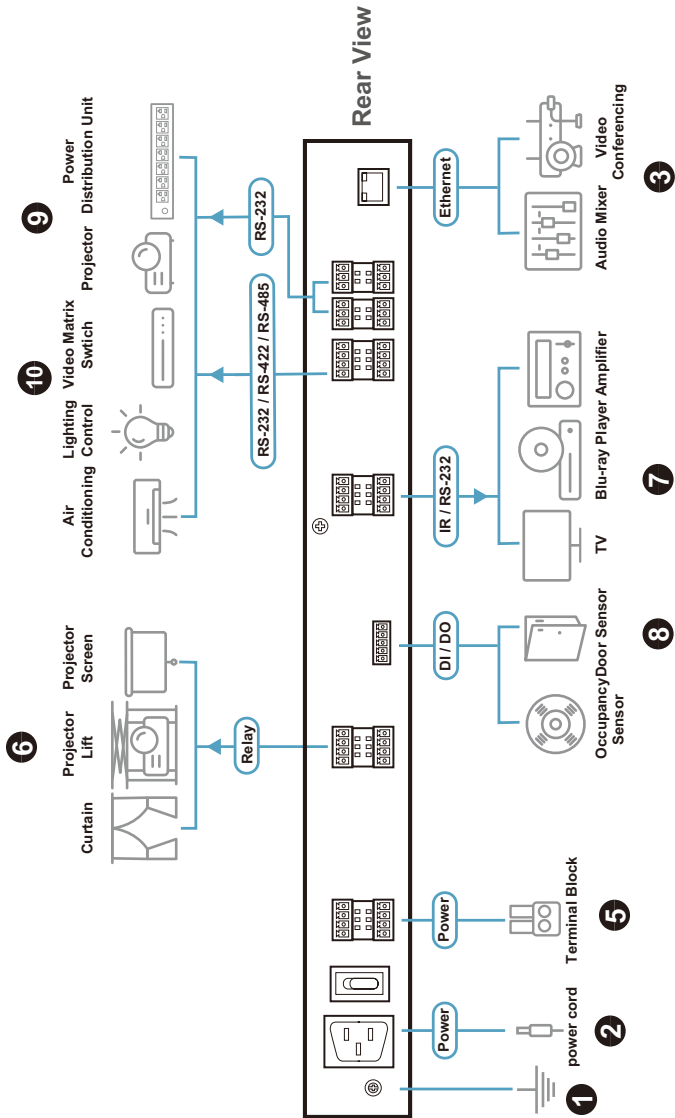 6
10
9
Curtain
Projector
Lift
Projector
Screen
Air
Conditioning
Lighting
Control
Video Matrix
Swtich
Projector
Power
Distribution Unit
Relay
RS-232 / RS-422 / RS-485
RS-232
Rear View
Power
Power
DI / DO
IR / RS-232
Ethernet
power cord
Terminal Block
Occupancy
Sensor
Door Sensor
TV
Blu-ray Player
Amplifier
Audio Mixer
Video
Conferencing
1
2
5
8
7
3